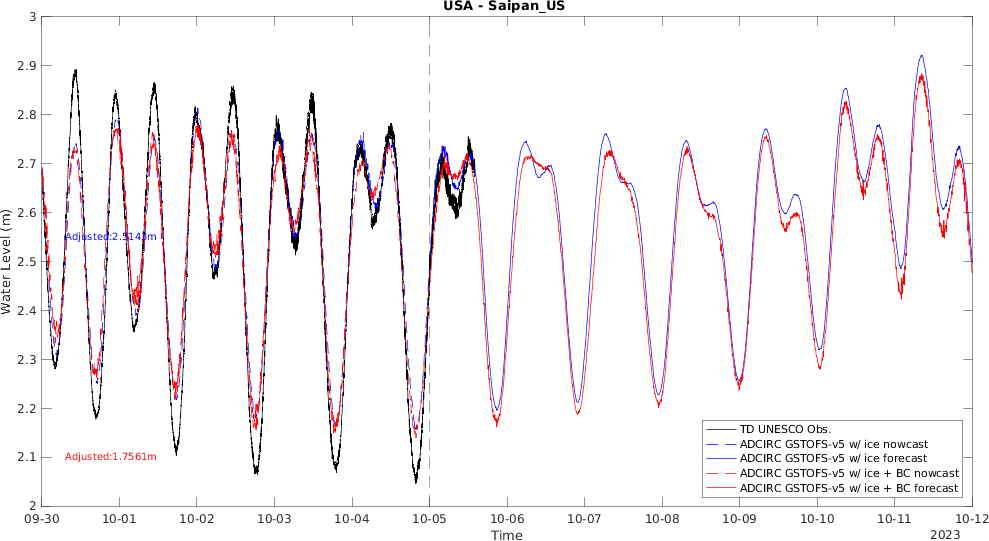 USA - Saipan_US
Water Level (m)
3
2.9
2.8
2.7
2.6
2.5
2.4
2.3
2.2
2.1
2
Adjusted:2.5143m
Adjusted:1.7561m
TD UNESCO Obs.
ADCIRC GSTOFS-v5 w/ ice nowcast
ADCIRC GSTOFS-v5 w/ ice forecast
ADCIRC GSTOFS-v5 w/ ice + BC nowcast
ADCIRC GSTOFS-v5 w/ ice + BC forecast
09-30 10-01 10-02 10-03 10-04 10-05 10-06 10-07 10-08 10-09 10-10 10-11 10-12
Time
2023